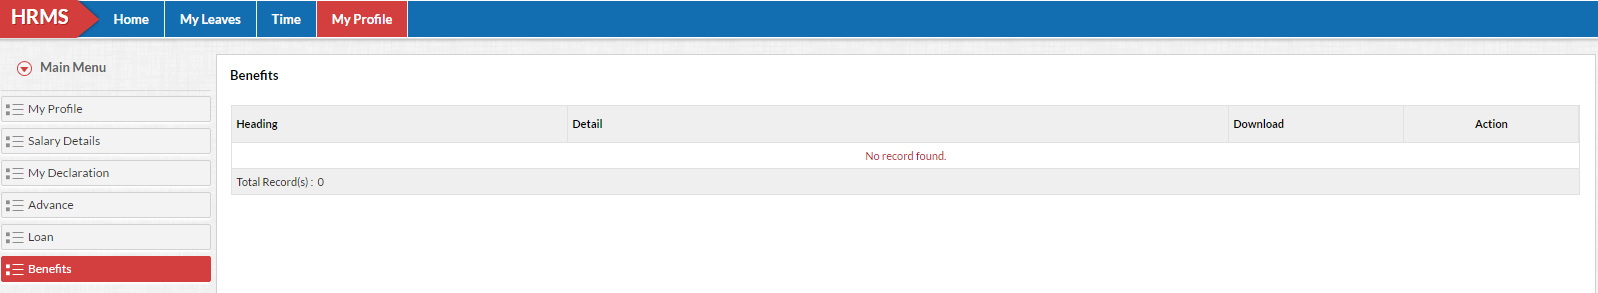 HRMS Home My Leaves Time My Profile
Main Menu
My Profile
Salary Details
My Declaration
Advance
Loan
Benefits
Benefits
Heading Detail Download Action
No record found.
Total Record(s) : 0